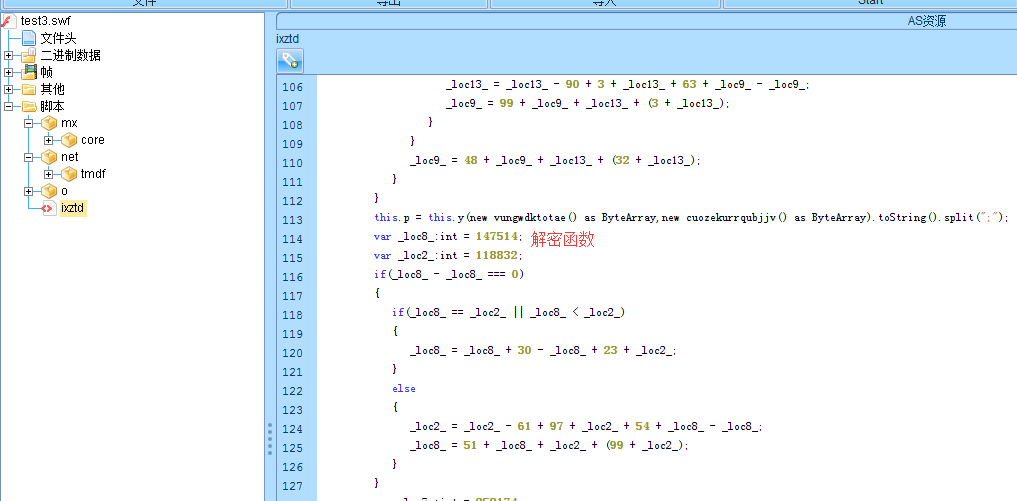 文件 导出 导入 Start
test3.swf
文件头
二进制数据
帧
其他
脚本
mx
core
net
tmdf
o
ixztd
AS资源
ixztd
106 _loc13_ = _loc13_ - 90 + 3 + _loc13_ + 63 + _loc9_ - _loc9_;
107 _loc9_ = 99 + _loc9_ + _loc13_ + (3 + _loc13_);
108 }
109 }
110 _loc9_ = 48 + _loc9_ + _loc13_ + (32 + _loc13_);
111 }
112 }
113 this.p = this.y(new vungwdktotae() as ByteArray,new cuozekurrqubjjv() as ByteArray).toString().split(";");
114 var _loc8_:int = 147514; 解密函数
115 var _loc2_:int = 118832;
116 if(_loc8_ - _loc8_ === 0)
117 {
118 if(_loc8_ == _loc2_ || _loc8_ < _loc2_)
119 {
120 _loc8_ = _loc8_ + 30 - _loc8_ + 23 + _loc2_;
121 }
122 else
123 {
124 _loc2_ = _loc2_ - 61 + 97 + _loc2_ + 54 + _loc8_ - _loc8_;
125 _loc8_ = 51 + _loc8_ + _loc2_ + (99 + _loc2_);
126 }
127 }